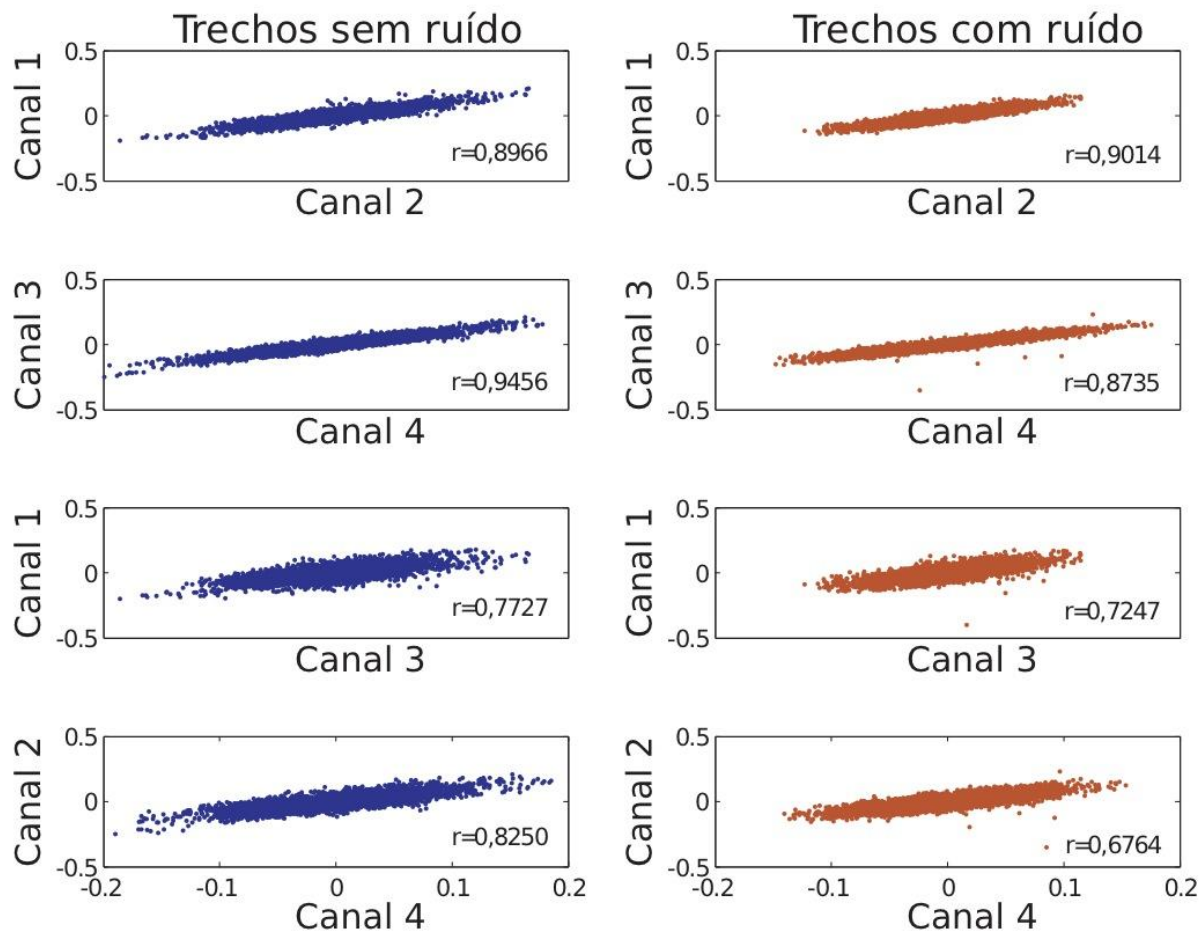 Trechos sem ruído
Trechos com ruído
Canal 1
0.5
0
-0.5
r=0,8966
Canal 2
Canal 1
0.5
0
-0.5
r=0,9014
Canal 2
Canal 3
0.5
0
-0.5
r=0,9456
Canal 4
Canal 3
0.5
0
-0.5
r=0,8735
Canal 4
Canal 1
0.5
0
-0.5
r=0,7727
Canal 3
Canal 1
0.5
0
-0.5
r=0,7247
Canal 3
Canal 2
0.5
0
-0.5
r=0,8250
-0.2 -0.1 0 0.1 0.2
Canal 4
Canal 2
0.5
0
-0.5
r=0,6764
-0.2 -0.1 0 0.1 0.2
Canal 4